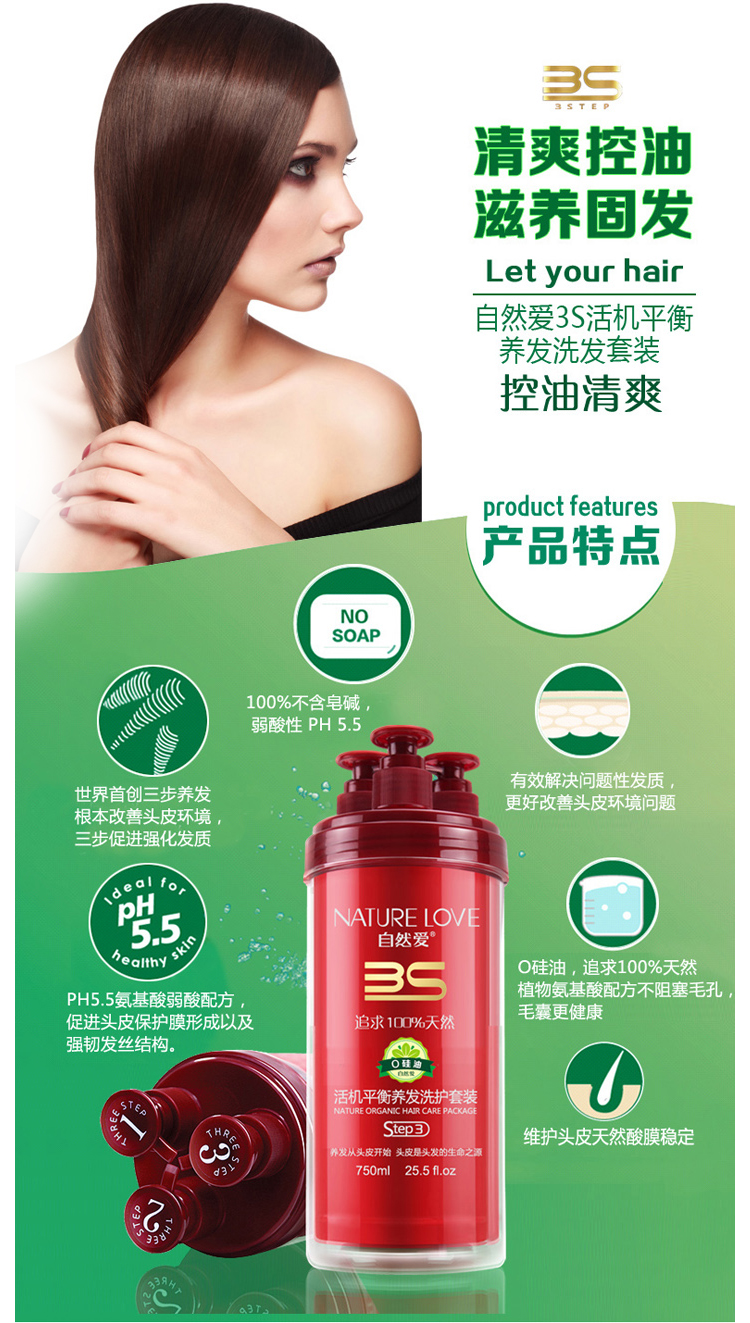 3S
3STEP
清爽控油
滋养固发
Let your hair
自然爱3S活机平衡
养发洗发套装
控油清爽
product features
产品特点
NO
SOAP
100%不含皂碱，
弱酸性 PH 5.5
世界首创三步养发
根本改善头皮环境，
三步促进强化发质
有效解决问题性发质，
更好改善头皮环境问题
Ideal for
pH
5.5
healthy skin
PH5.5氨基酸弱酸配方，
促进头皮保护膜形成以及
强韧发丝结构。
O硅油，追求100%天然
植物氨基酸配方不阻塞毛孔，
毛囊更健康
维护头皮天然酸膜稳定
NATURE LOVE
自然爱®
3S
追求100%天然
O硅油
自然爱
活机平衡养发洗护套装
NATURE ORGANIC HAIR CARE PACKAGE
Step3
养发从头皮开始 头皮是头发的生命之源
750ml 25.5 fl.oz
THREE STEP
1
THREE STEP
3
THREE STEP
2